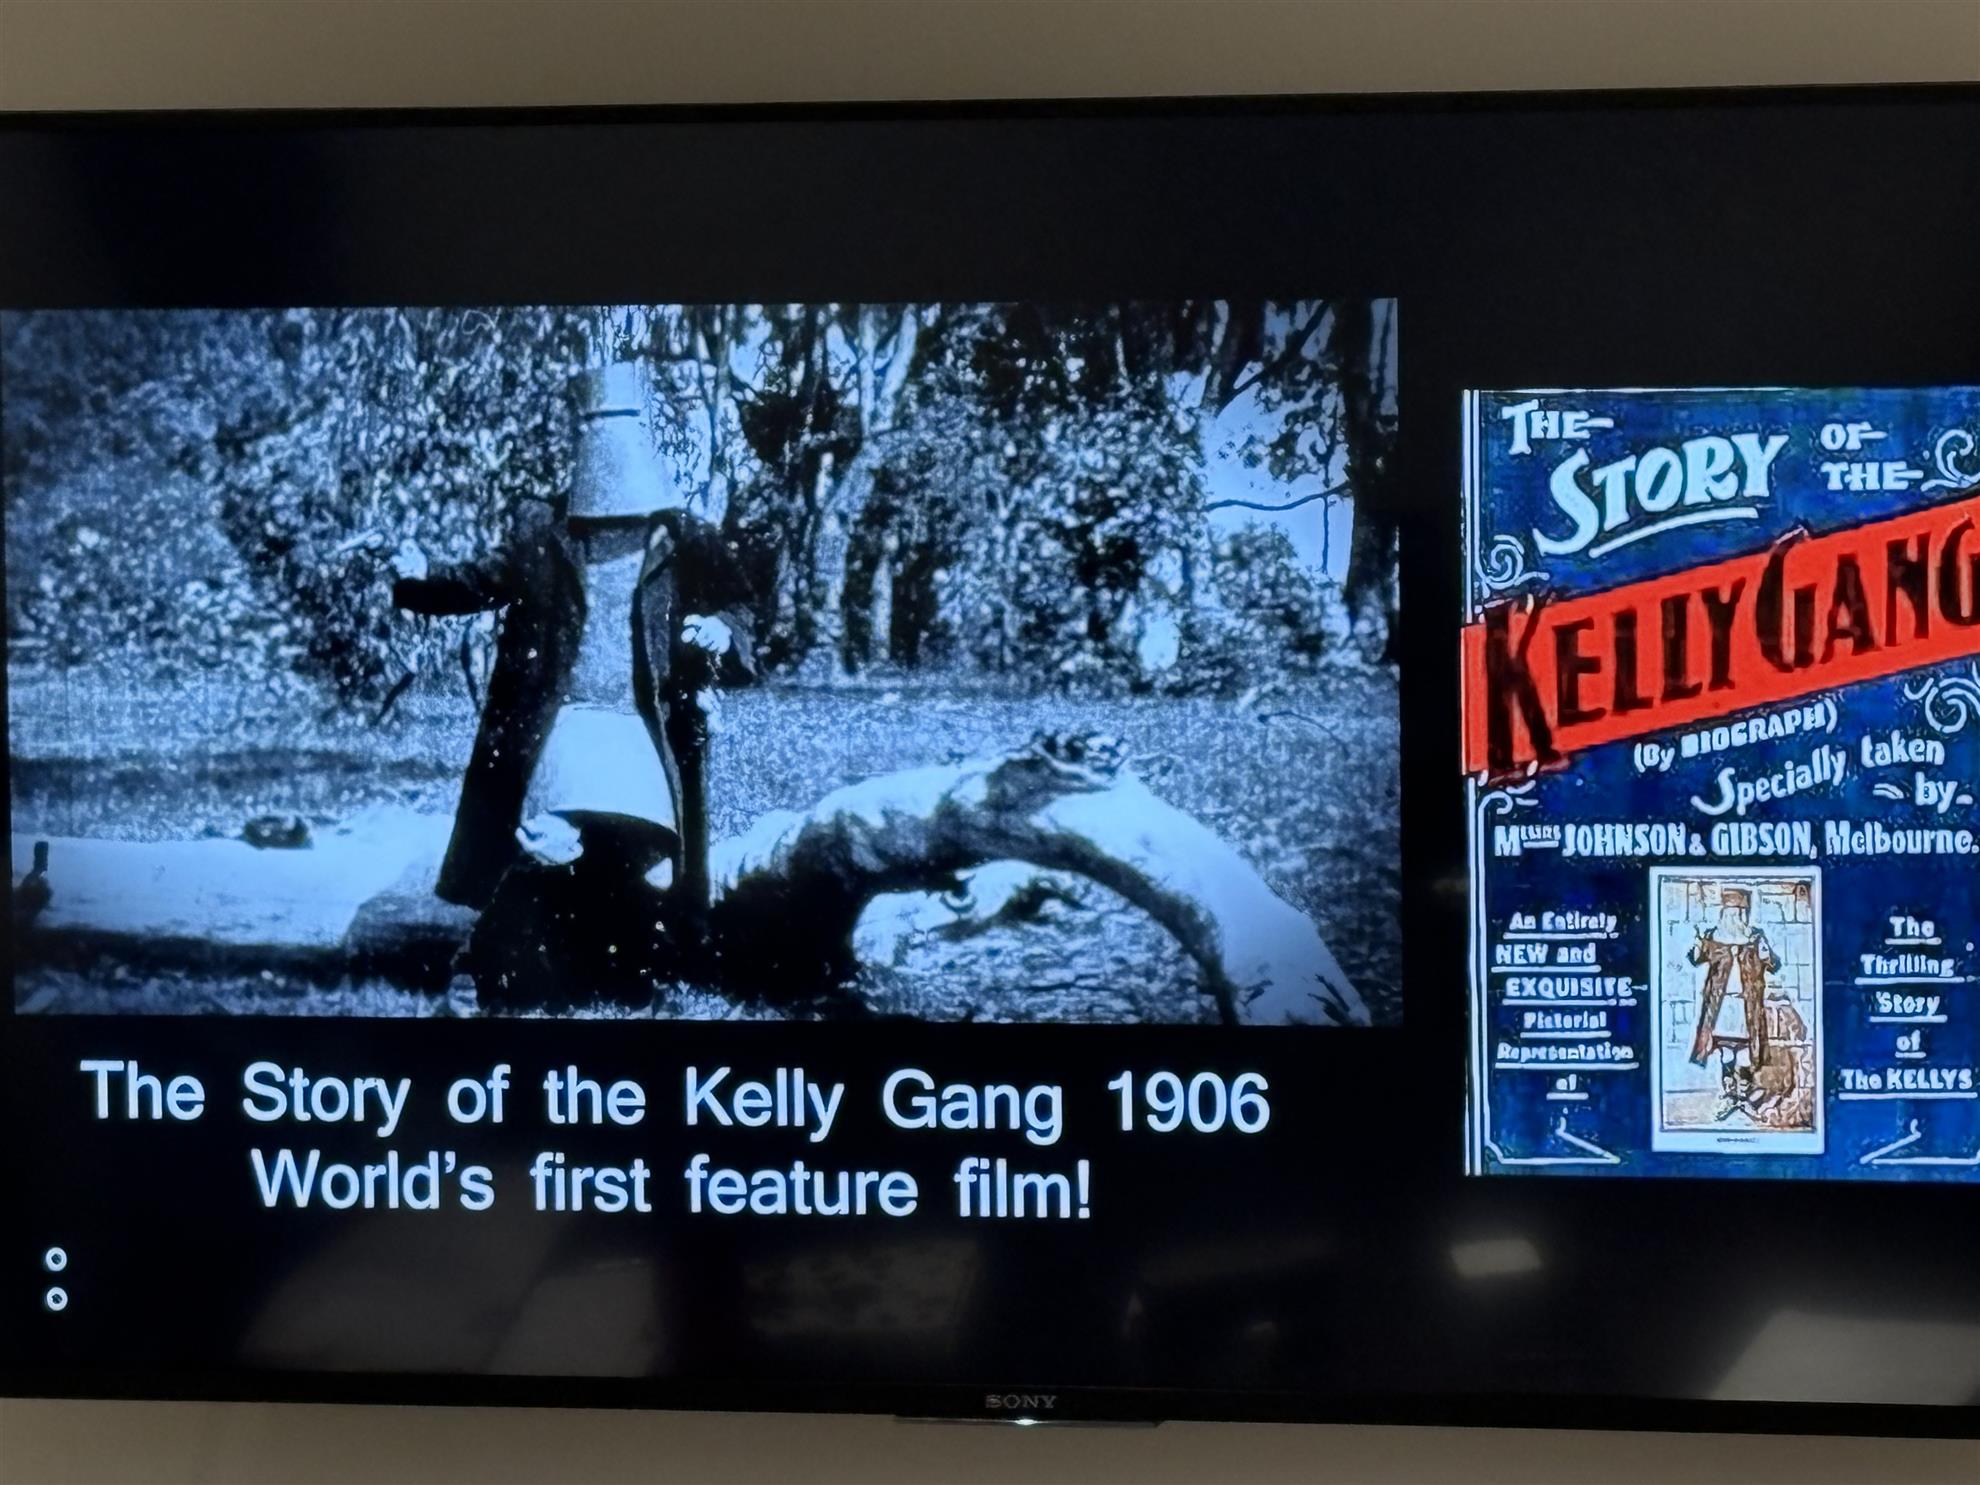 The Story of the Kelly Gang 1906
World's first feature film!
THE
STORY
OF
THE
KELLY GANG
(By BIOGRAPH)
Specially taken
by
Messrs JOHNSON & GIBSON, Melbourne.
An Entirely
NEW and
EXQUISITE
Pictorial
Representation
of
The
Thrilling
Story
of
The KELLYS
SONY